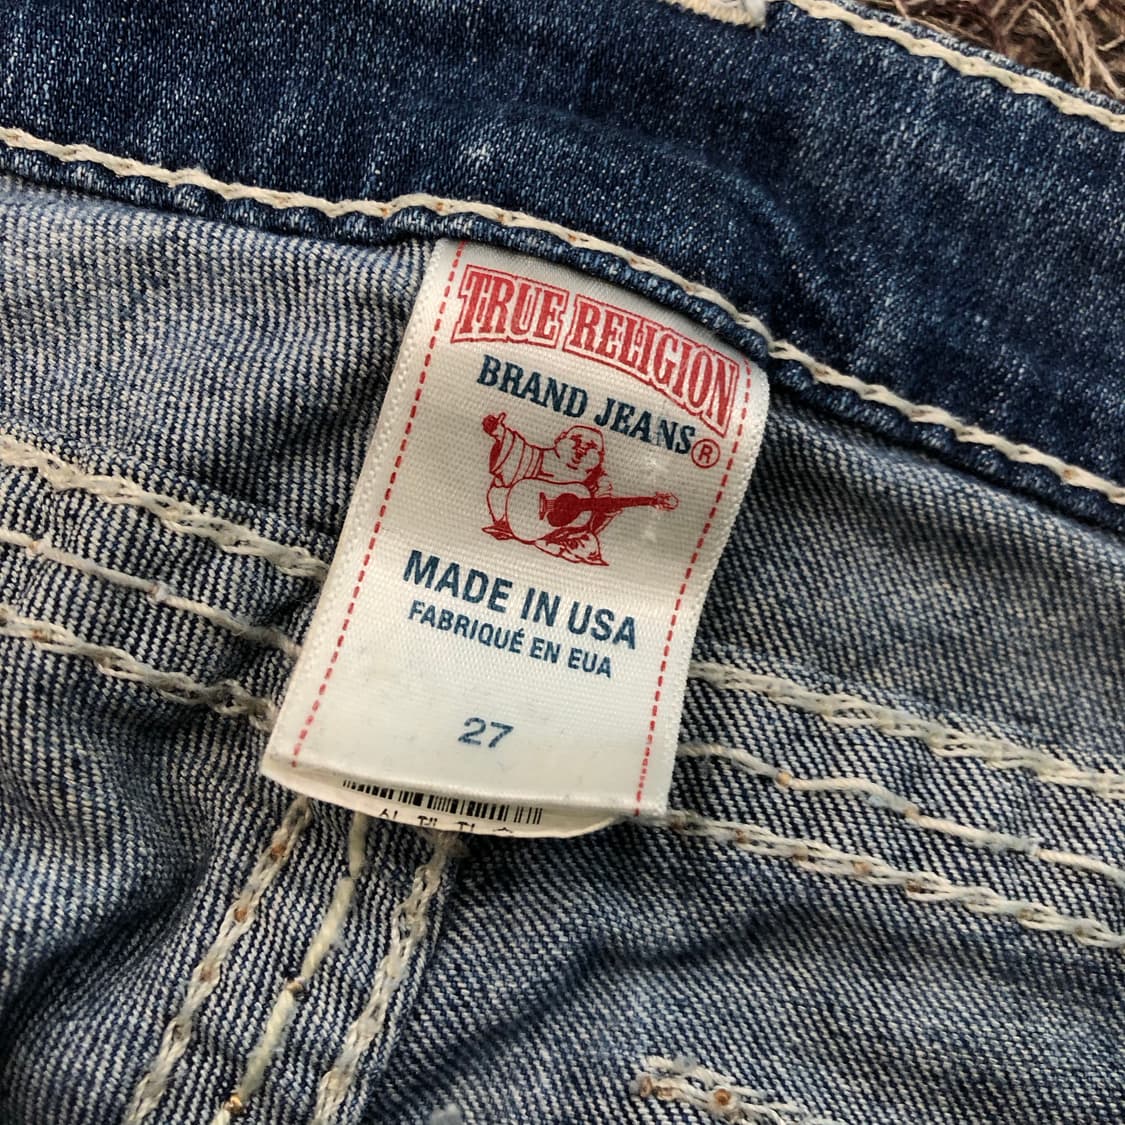 TRUE RELIGION
BRAND JEANS®
MADE IN USA
FABRIQUÉ EN EUA
27